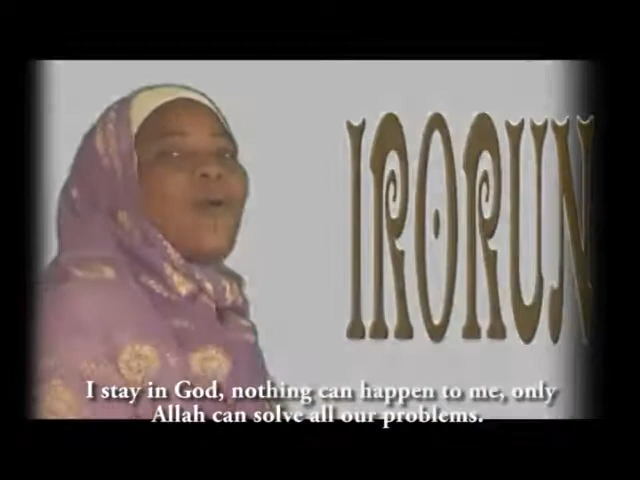 IRORUN
I stay in God, nothing can happen to me, only
Allah can solve all our problems.